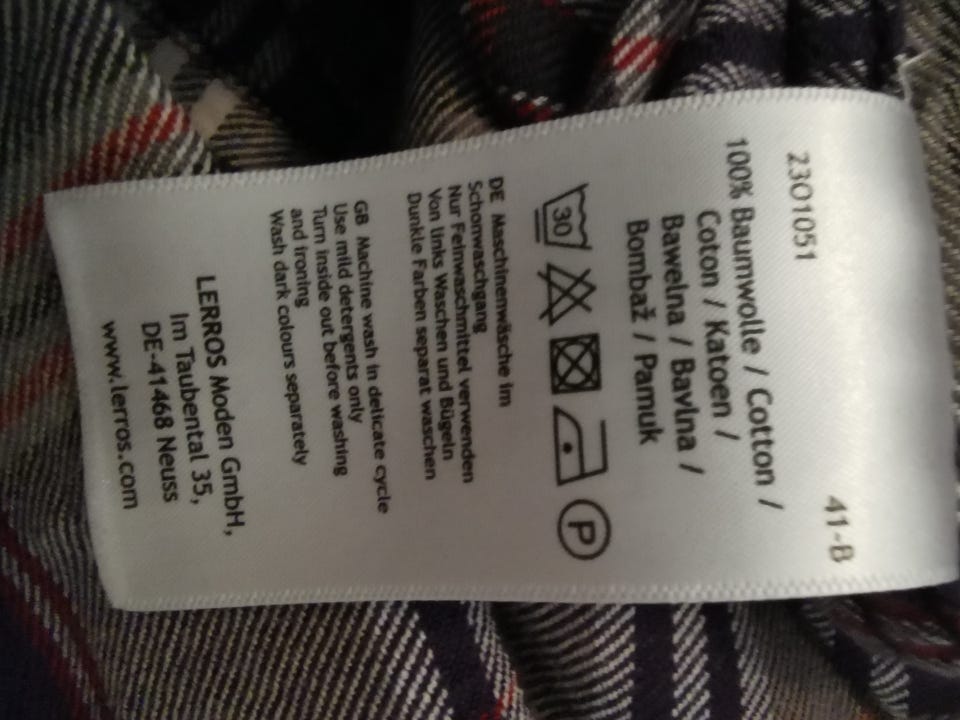 23O1051
41-B
100% Baumwolle / Cotton /
Coton / Katoen /
Bawełna / Bavlna /
Bombaž / Pamuk
30
P
DE Maschinenwäsche im
Schonwaschgang
Nur Feinwaschmittel verwenden
Von links Waschen und Bügeln
Dunkle Farben separat waschen
GB Machine wash in delicate cycle
Use mild detergents only
Turn inside out before washing
and ironing
Wash dark colours separately
LERROS Moden GmbH,
Im Taubental 35,
DE-41468 Neuss
www.lerros.com